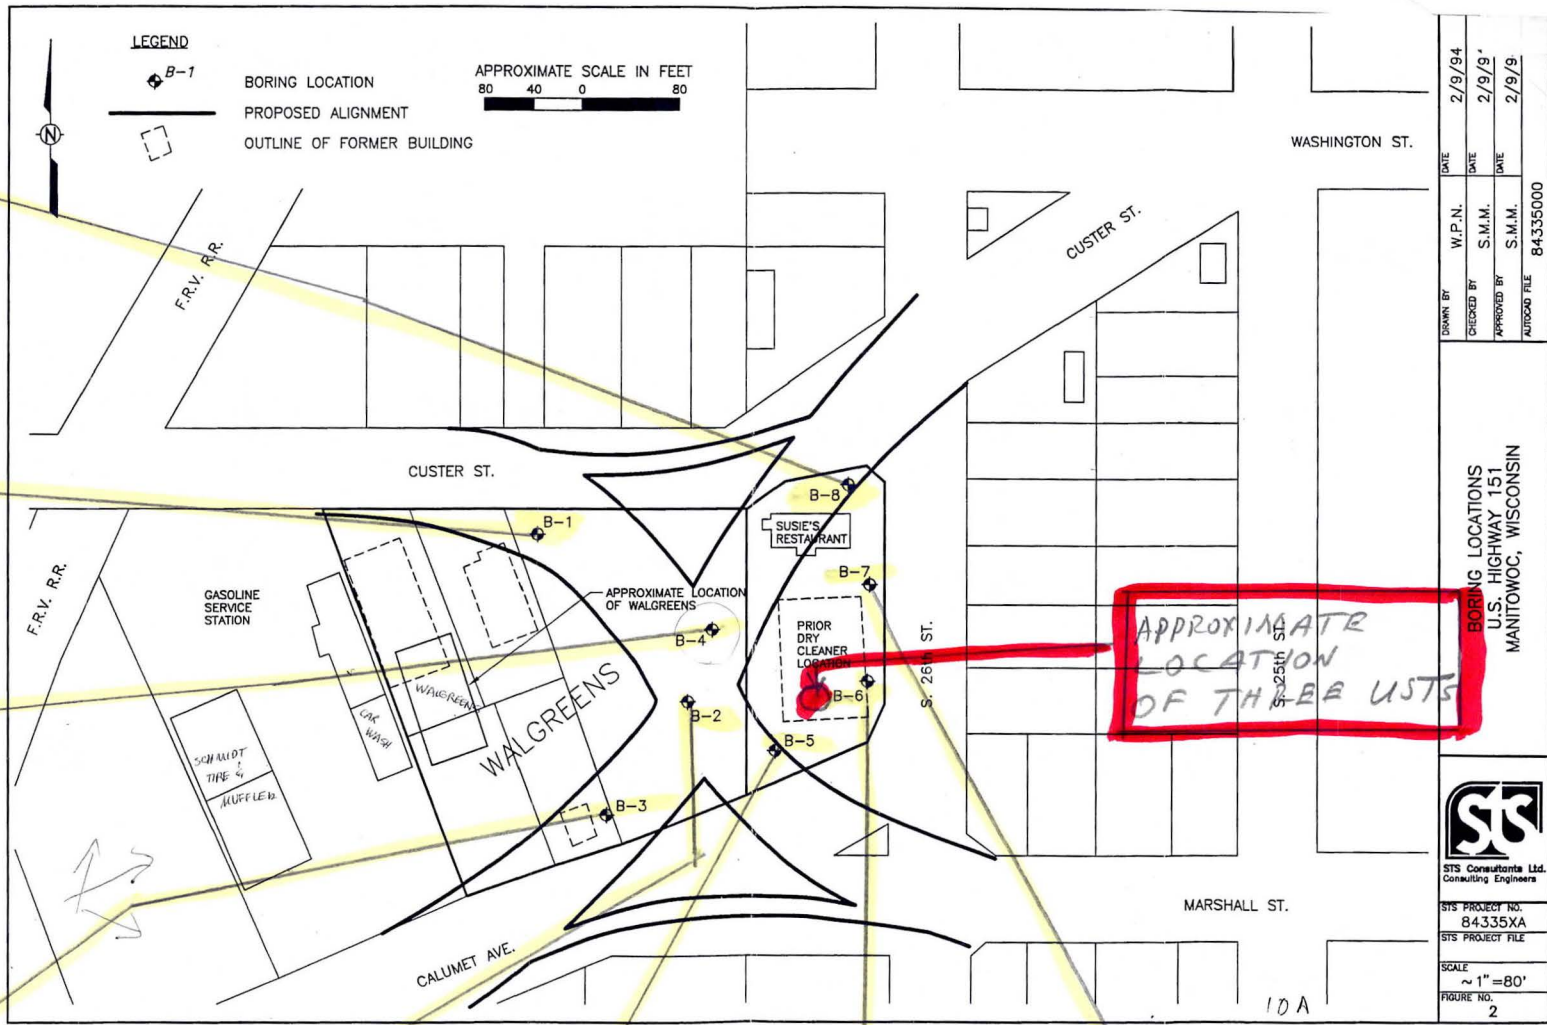 LEGEND
B-1
BORING LOCATION
PROPOSED ALIGNMENT
OUTLINE OF FORMER BUILDING
APPROXIMATE SCALE IN FEET
80 40 0 80
N
WASHINGTON ST.
CUSTER ST.
F.R.V. R.R.
CUSTER ST.
B-8
B-1
SUSIE'S
RESTAURANT
B-7
F.R.V. R.R.
GASOLINE
SERVICE
STATION
APPROXIMATE LOCATION
OF WALGREENS
B-4
PRIOR
DRY
CLEANER
LOCATION
B-6
S. 26th ST.
S. 25th ST.
APPROXIMATE
LOCATION
OF THREE USTS
WALGREENS
WALGREENS
CAR
WASH
B-2
B-5
B-3
SCHMIDT
TIRE &
MUFFLER
CALUMET AVE.
MARSHALL ST.
10A
DRAWN BY W.P.N. DATE 2/9/94
CHECKED BY S.M.M. DATE 2/9/9
APPROVED BY S.M.M. DATE 2/9/9
AUTOCAD FILE 84335000
BORING LOCATIONS
U.S. HIGHWAY 151
MANITOWOC, WISCONSIN
STS
STS Consultants Ltd.
Consulting Engineers
STS PROJECT NO.
84335XA
STS PROJECT FILE
SCALE
~1"=80'
FIGURE NO.
2